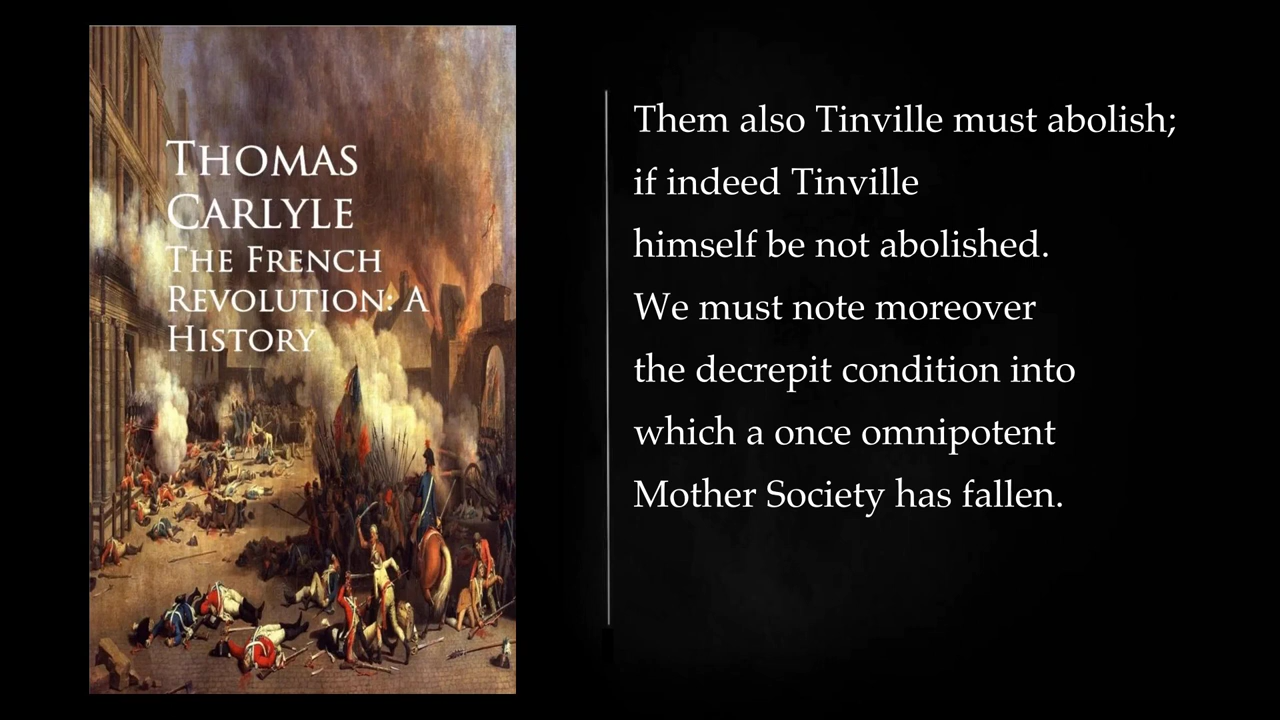 THOMAS
CARLYLE
THE FRENCH
REVOLUTION: A
HISTORY
Them also Tinville must abolish;
if indeed Tinville
himself be not abolished.
We must note moreover
the decrepit condition into
which a once omnipotent
Mother Society has fallen.